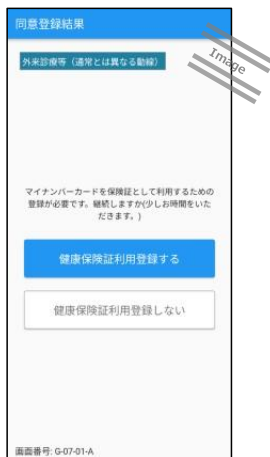 同意登録結果
Image
外来診療等（通常とは異なる動線）
マイナンバーカードを保険証として利用するための
登録が必要です。継続しますか(少しお時間をいた
だきます。)
健康保険証利用登録する
健康保険証利用登録しない
画面番号: G-07-01-A